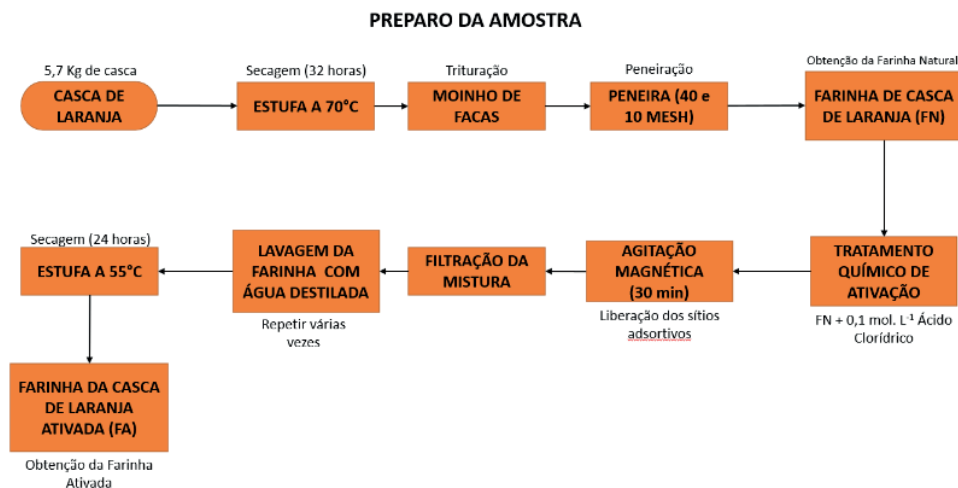 PREPARO DA AMOSTRA
5,7 Kg de casca
CASCA DE
LARANJA
Secagem (32 horas)
ESTUFA A 70°C
Trituração
MOINHO DE
FACAS
Peneiração
PENEIRA (40 e
10 MESH)
Obtenção da Farinha Natural
FARINHA DE CASCA
DE LARANJA (FN)
TRATAMENTO
QUÍMICO DE
ATIVAÇÃO
FN + 0,1 mol. L⁻¹ Ácido
Clorídrico
AGITAÇÃO
MAGNÉTICA
(30 min)
Liberação dos sítios
adsortivos
FILTRAÇÃO DA
MISTURA
LAVAGEM DA
FARINHA COM
ÁGUA DESTILADA
Repetir várias
vezes
Secagem (24 horas)
ESTUFA A 55°C
FARINHA DA CASCA
DE LARANJA
ATIVADA (FA)
Obtenção da Farinha
Ativada